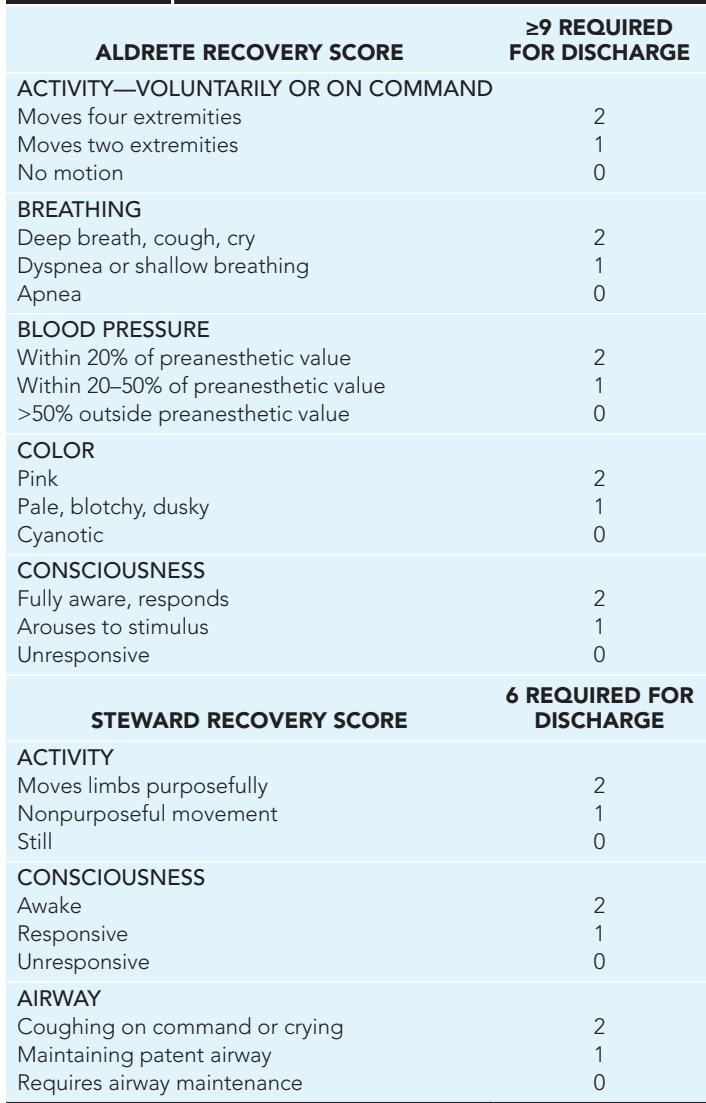 ≥9 REQUIRED
ALDRETE RECOVERY SCORE FOR DISCHARGE
ACTIVITY—VOLUNTARILY OR ON COMMAND
Moves four extremities 2
Moves two extremities 1
No motion 0
BREATHING
Deep breath, cough, cry 2
Dyspnea or shallow breathing 1
Apnea 0
BLOOD PRESSURE
Within 20% of preanesthetic value 2
Within 20–50% of preanesthetic value 1
>50% outside preanesthetic value 0
COLOR
Pink 2
Pale, blotchy, dusky 1
Cyanotic 0
CONSCIOUSNESS
Fully aware, responds 2
Arouses to stimulus 1
Unresponsive 0
6 REQUIRED FOR
STEWARD RECOVERY SCORE DISCHARGE
ACTIVITY
Moves limbs purposefully 2
Nonpurposeful movement 1
Still 0
CONSCIOUSNESS
Awake 2
Responsive 1
Unresponsive 0
AIRWAY
Coughing on command or crying 2
Maintaining patent airway 1
Requires airway maintenance 0